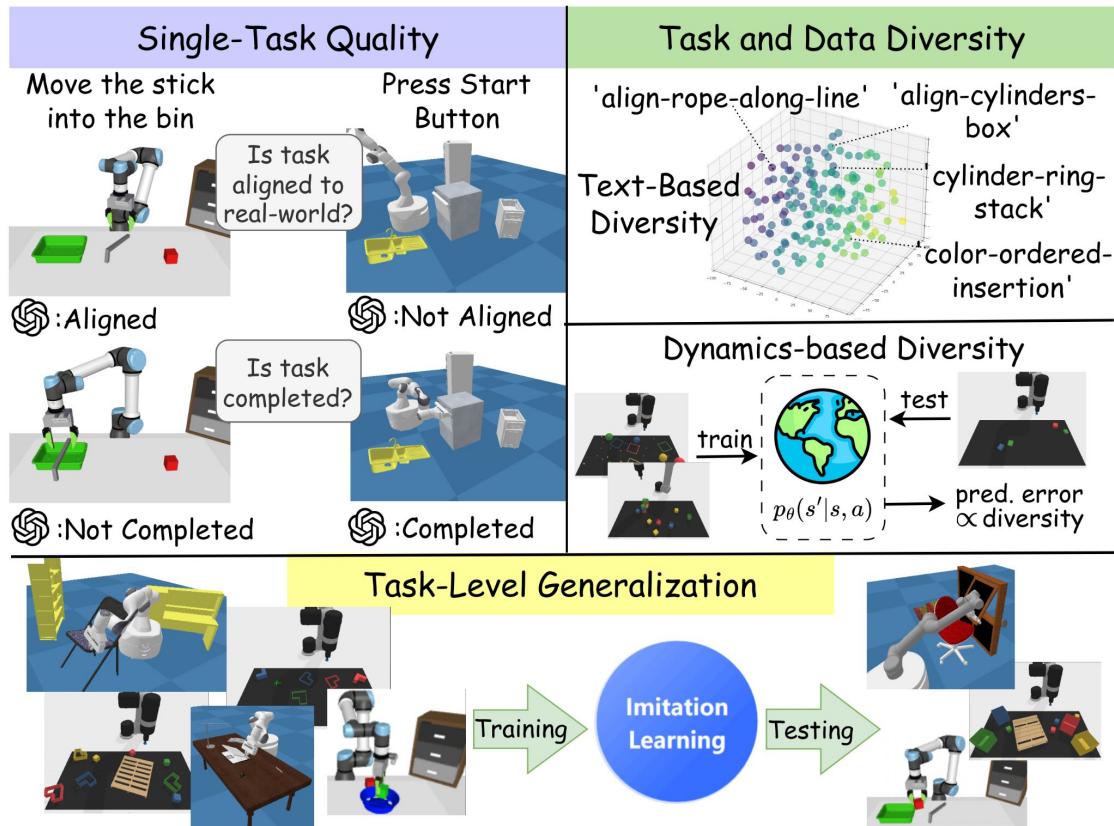 Single-Task Quality
Move the stick
into the bin
Press Start
Button
Is task
aligned to
real-world?
:Aligned
:Not Aligned
Is task
completed?
:Not Completed
:Completed
Task and Data Diversity
'align-rope-along-line'
'align-cylinders-
box'
Text-Based
Diversity
cylinder-ring-
stack'
color-ordered-
insertion'
Dynamics-based Diversity
train
test
pθ(s'|s, a)
pred. error
∝ diversity
Task-Level Generalization
Training
Imitation
Learning
Testing